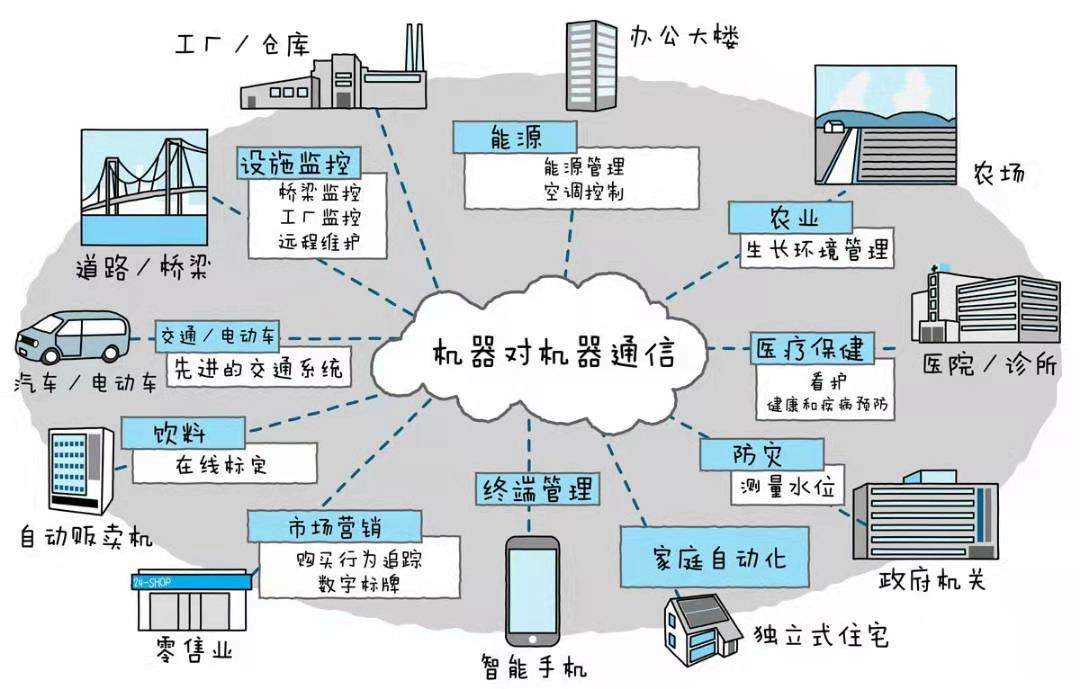 工厂／仓库
办公大楼
设施监控
桥梁监控
工厂监控
远程维护
能源
能源管理
空调控制
农场
农业
生长环境管理
道路／桥梁
交通／电动车
先进的交通系统
汽车／电动车
机器对机器通信
医疗保健
看护
健康和疾病预防
医院／诊所
饮料
在线标定
自动贩卖机
防灾
测量水位
政府机关
市场营销
购买行为追踪
数字标牌
24-SHOP
零售业
终端管理
智能手机
家庭自动化
独立式住宅